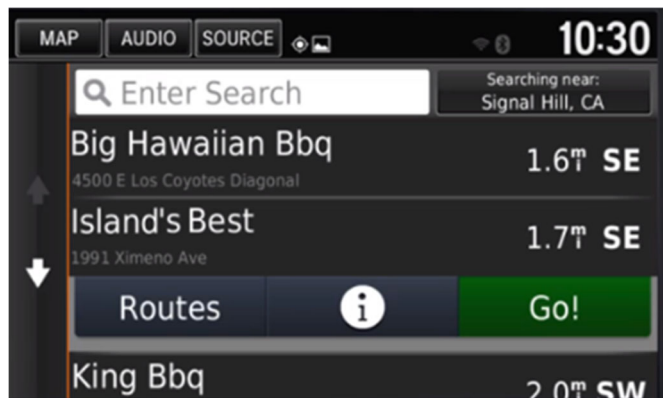 MAP AUDIO SOURCE 10:30
Enter Search
Searching near:
Signal Hill, CA
Big Hawaiian Bbq
4500 E Los Coyotes Diagonal
1.6mi SE
Island's Best
1991 Ximeno Ave
1.7mi SE
Routes i Go!
King Bbq
2.0mi SW